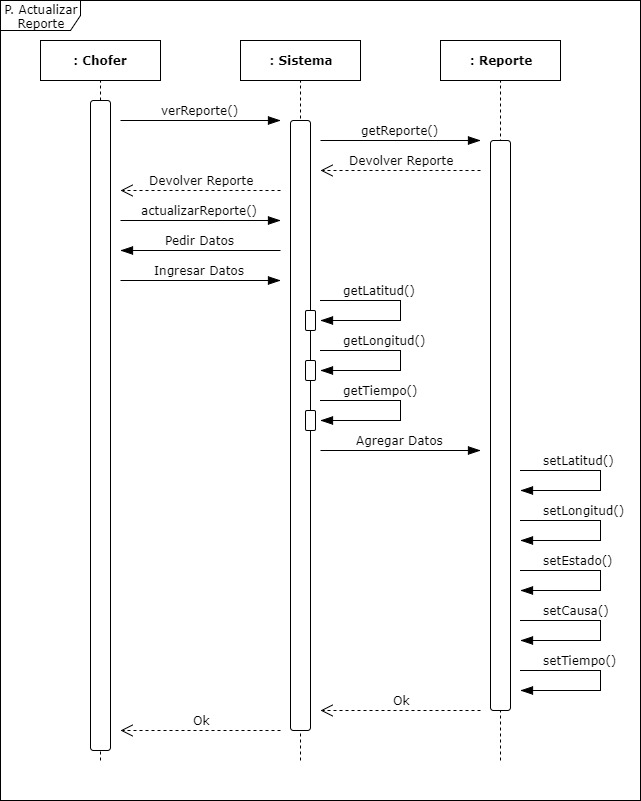 P. Actualizar
Reporte
: Chofer
: Sistema
: Reporte
verReporte()
getReporte()
Devolver Reporte
Devolver Reporte
actualizarReporte()
Pedir Datos
Ingresar Datos
getLatitud()
getLongitud()
getTiempo()
Agregar Datos
setLatitud()
setLongitud()
setEstado()
setCausa()
setTiempo()
Ok
Ok